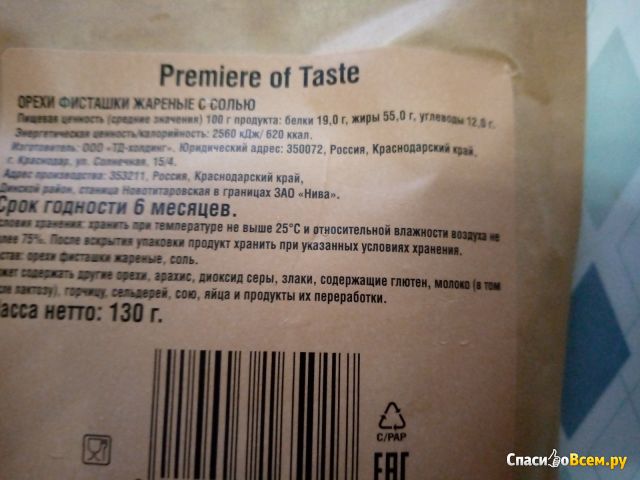 Premiere of Taste
ОРЕХИ ФИСТАШКИ ЖАРЕНЫЕ С СОЛЬЮ
Пищевая ценность (средние значения) 100 г продукта: белки 19,0 г, жиры 55,0 г, углеводы 12,0 г.
Энергетическая ценность/калорийность: 2560 кДж/ 620 ккал.
Изготовитель: ООО «ТД-холдинг». Юридический адрес: 350072, Россия, Краснодарский край,
г. Краснодар, ул. Солнечная, 15/4.
Адрес производства: 353211, Россия, Краснодарский край,
Динской район, станица Новотитаровская в границах ЗАО «Нива».
Срок годности 6 месяцев.
словия хранения: хранить при температуре не выше 25°С и относительной влажности воздуха не
олее 75%. После вскрытия упаковки продукт хранить при указанных условиях хранения.
став: орехи фисташки жареные, соль.
ожет содержать другие орехи, арахис, диоксид серы, злаки, содержащие глютен, молоко (в том
сле лактозу), горчицу, сельдерей, сою, яйца и продукты их переработки.
асса нетто: 130 г.
C/PAP
EAC
СпасибоВсем.ру